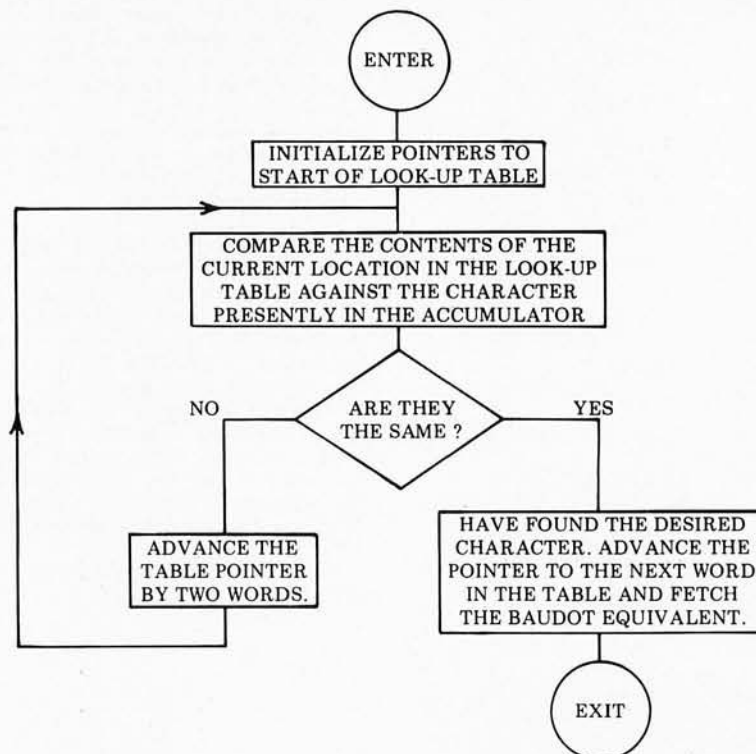 ENTER
INITIALIZE POINTERS TO
START OF LOOK-UP TABLE
COMPARE THE CONTENTS OF THE
CURRENT LOCATION IN THE LOOK-UP
TABLE AGAINST THE CHARACTER
PRESENTLY IN THE ACCUMULATOR
NO
ARE THEY
THE SAME ?
YES
ADVANCE THE
TABLE POINTER
BY TWO WORDS.
HAVE FOUND THE DESIRED
CHARACTER. ADVANCE THE
POINTER TO THE NEXT WORD
IN THE TABLE AND FETCH
THE BAUDOT EQUIVALENT.
EXIT